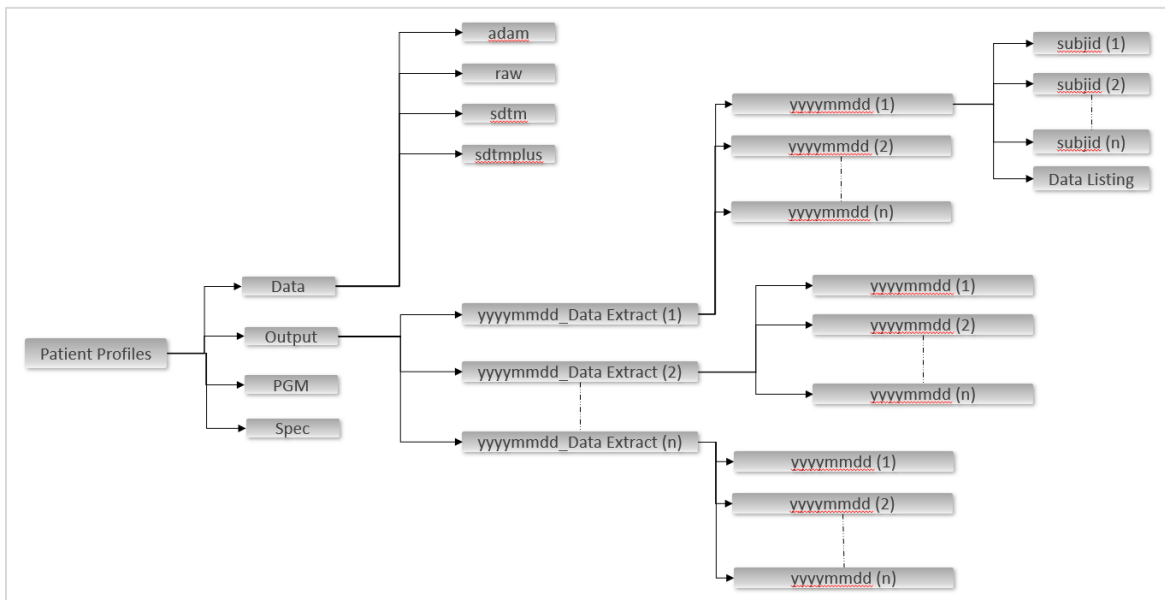 Patient Profiles
Data
Output
PGM
Spec
adam
raw
sdtm
sdtmplus
yyyymmdd_Data Extract (1)
yyyymmdd_Data Extract (2)
yyyymmdd_Data Extract (n)
yyyymmdd (1)
yyyymmdd (2)
yyyymmdd (n)
subjid (1)
subjid (2)
subjid (n)
Data Listing
yyyymmdd (1)
yyyymmdd (2)
yyyymmdd (n)
yyyymmdd (1)
yyyymmdd (2)
yyyymmdd (n)